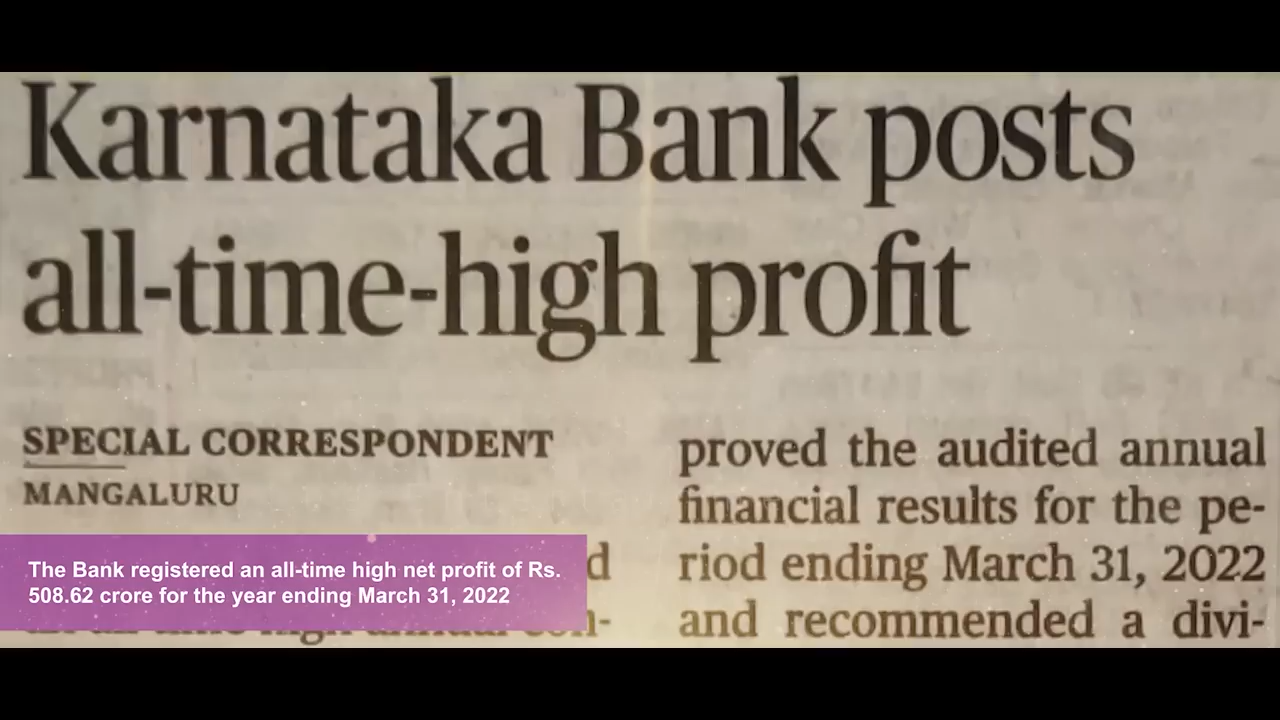 Karnataka Bank posts
all-time-high profit
SPECIAL CORRESPONDENT
MANGALURU
proved the audited annual
financial results for the pe-
riod ending March 31, 2022
and recommended a divi-
The Bank registered an all-time high net profit of Rs.
508.62 crore for the year ending March 31, 2022